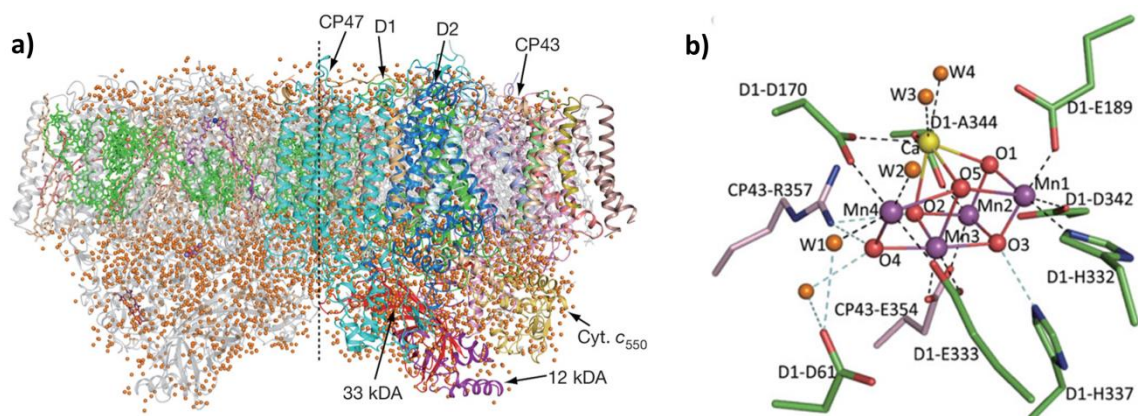 a)
CP47
D1
D2
CP43
Cyt. c550
33 kDA
12 kDA
b)
W4
W3
D1-D170
D1-E189
D1-A344
Ca
O1
W2
O5
Mn1
CP43-R357
O2
Mn2
D1-D342
Mn4
Mn3
W1
O4
O3
D1-H332
CP43-E354
D1-E333
D1-D61
D1-H337